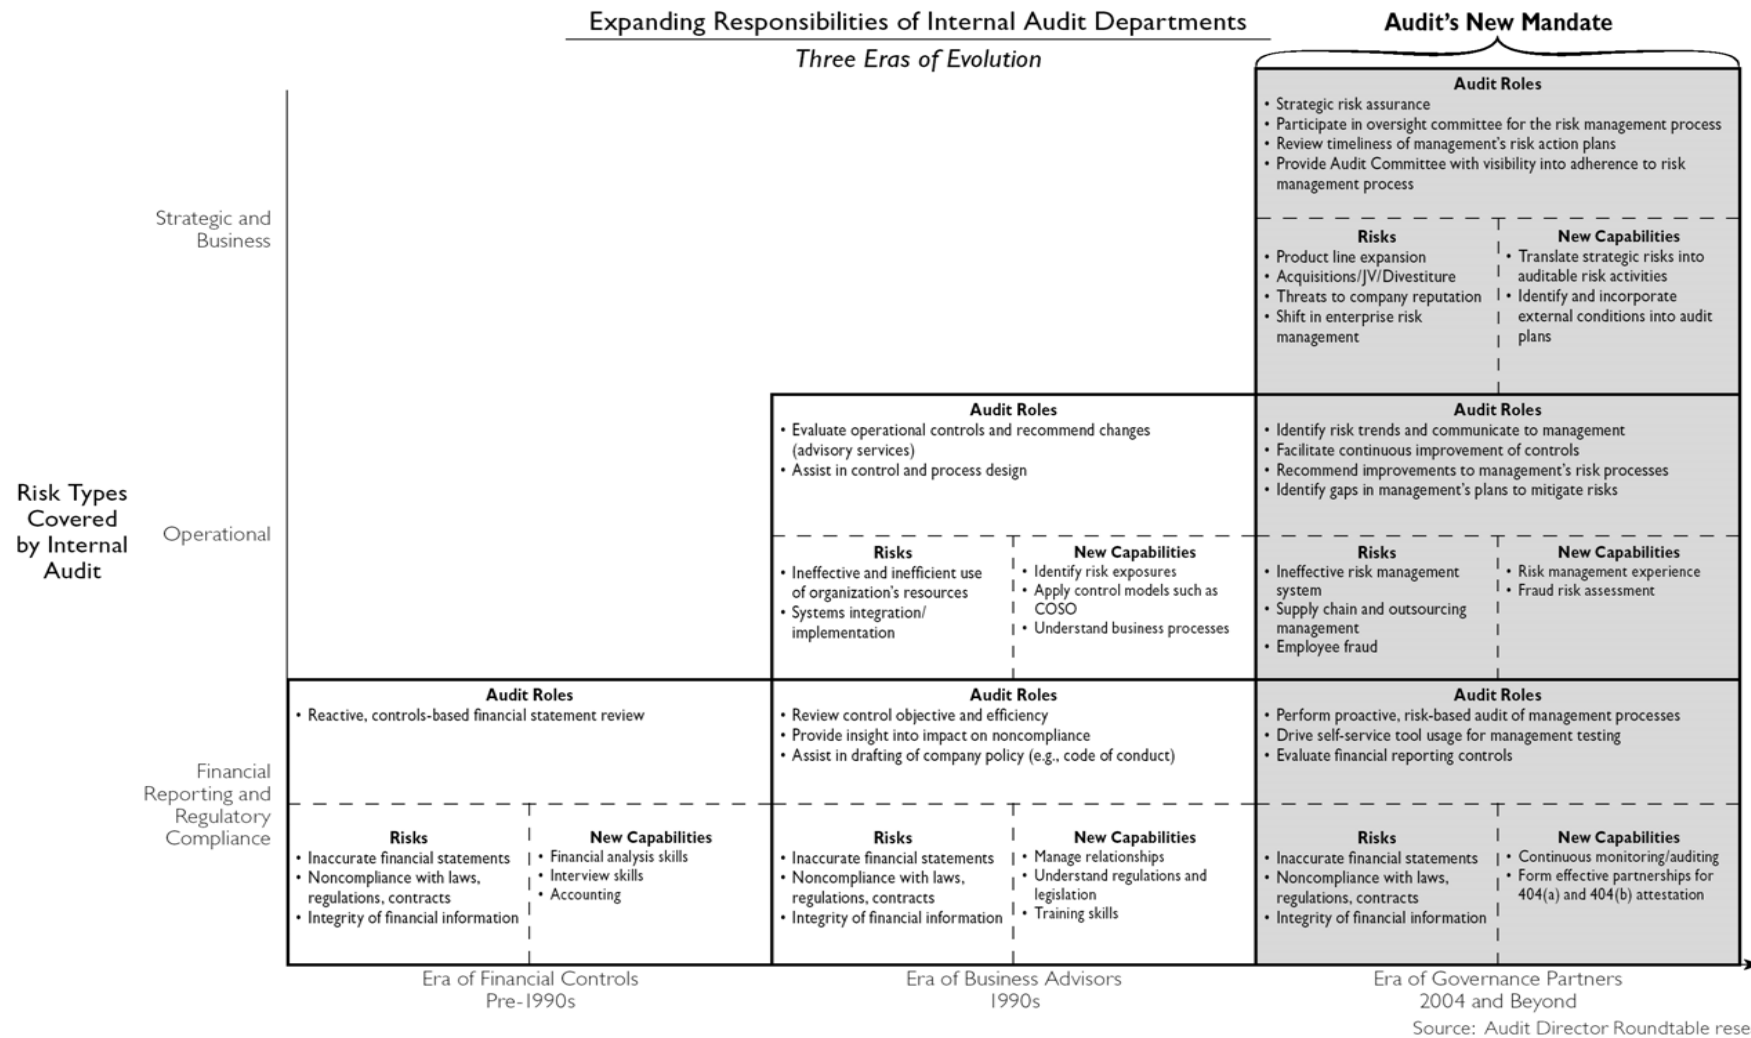 Expanding Responsibilities of Internal Audit Departments
Three Eras of Evolution
Audit's New Mandate
Risk Types
Covered
by Internal
Audit
Strategic and
Business
Audit Roles
• Strategic risk assurance
• Participate in oversight committee for the risk management process
• Review timeliness of management's risk action plans
• Provide Audit Committee with visibility into adherence to risk
management process
Risks
• Product line expansion
• Acquisitions/JV/Divestiture
• Threats to company reputation
• Shift in enterprise risk
management
New Capabilities
• Translate strategic risks into
auditable risk activities
• Identify and incorporate
external conditions into audit
plans
Operational
Audit Roles
• Evaluate operational controls and recommend changes
(advisory services)
• Assist in control and process design
Risks
• Ineffective and inefficient use
of organization's resources
• Systems integration/
implementation
New Capabilities
• Identify risk exposures
• Apply control models such as
COSO
• Understand business processes
Audit Roles
• Identify risk trends and communicate to management
• Facilitate continuous improvement of controls
• Recommend improvements to management's risk processes
• Identify gaps in management's plans to mitigate risks
Risks
• Ineffective risk management
system
• Supply chain and outsourcing
management
• Employee fraud
New Capabilities
• Risk management experience
• Fraud risk assessment
Financial
Reporting and
Regulatory
Compliance
Audit Roles
• Reactive, controls-based financial statement review
Risks
• Inaccurate financial statements
• Noncompliance with laws,
regulations, contracts
• Integrity of financial information
New Capabilities
• Financial analysis skills
• Interview skills
• Accounting
Audit Roles
• Review control objective and efficiency
• Provide insight into impact on noncompliance
• Assist in drafting of company policy (e.g., code of conduct)
Risks
• Inaccurate financial statements
• Noncompliance with laws,
regulations, contracts
• Integrity of financial information
New Capabilities
• Manage relationships
• Understand regulations and
legislation
• Training skills
Audit Roles
• Perform proactive, risk-based audit of management processes
• Drive self-service tool usage for management testing
• Evaluate financial reporting controls
Risks
• Inaccurate financial statements
• Noncompliance with laws,
regulations, contracts
• Integrity of financial information
New Capabilities
• Continuous monitoring/auditing
• Form effective partnerships for
404(a) and 404(b) attestation
Era of Financial Controls
Pre-1990s
Era of Business Advisors
1990s
Era of Governance Partners
2004 and Beyond
Source: Audit Director Roundtable rese